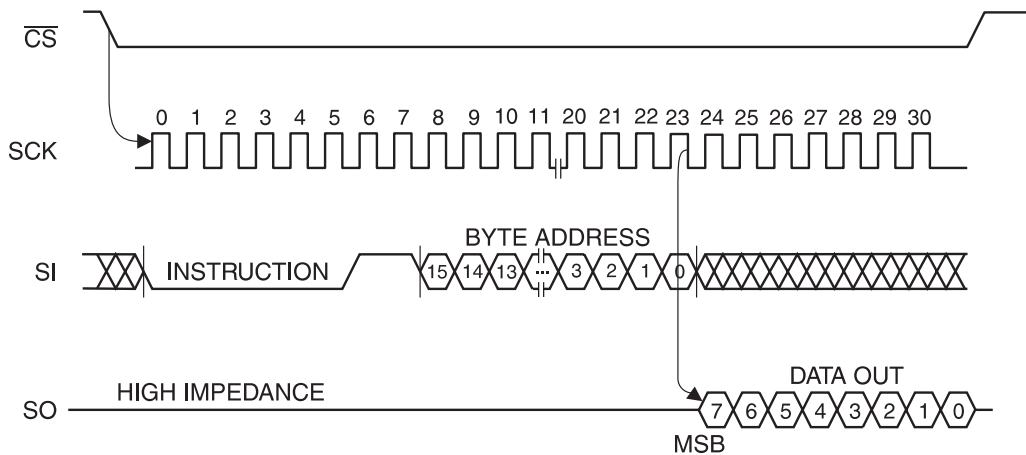 CS
0 1 2 3 4 5 6 7 8 9 10 11 20 21 22 23 24 25 26 27 28 29 30
SCK
BYTE ADDRESS
SI
INSTRUCTION
15 14 13 ... 3 2 1 0
DATA OUT
HIGH IMPEDANCE
SO
7 6 5 4 3 2 1 0
MSB